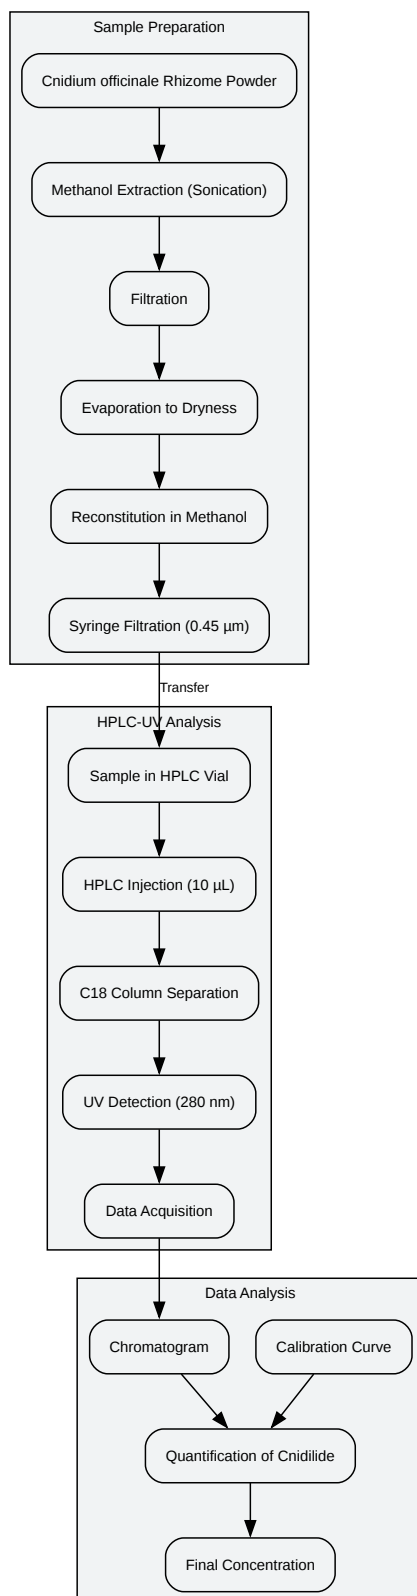 Sample Preparation
Cnidium officinale Rhizome Powder
Methanol Extraction (Sonication)
Filtration
Evaporation to Dryness
Reconstitution in Methanol
Syringe Filtration (0.45 µm)
Transfer
HPLC-UV Analysis
Sample in HPLC Vial
HPLC Injection (10 µL)
C18 Column Separation
UV Detection (280 nm)
Data Acquisition
Data Analysis
Chromatogram
Calibration Curve
Quantification of Cnidilide
Final Concentration